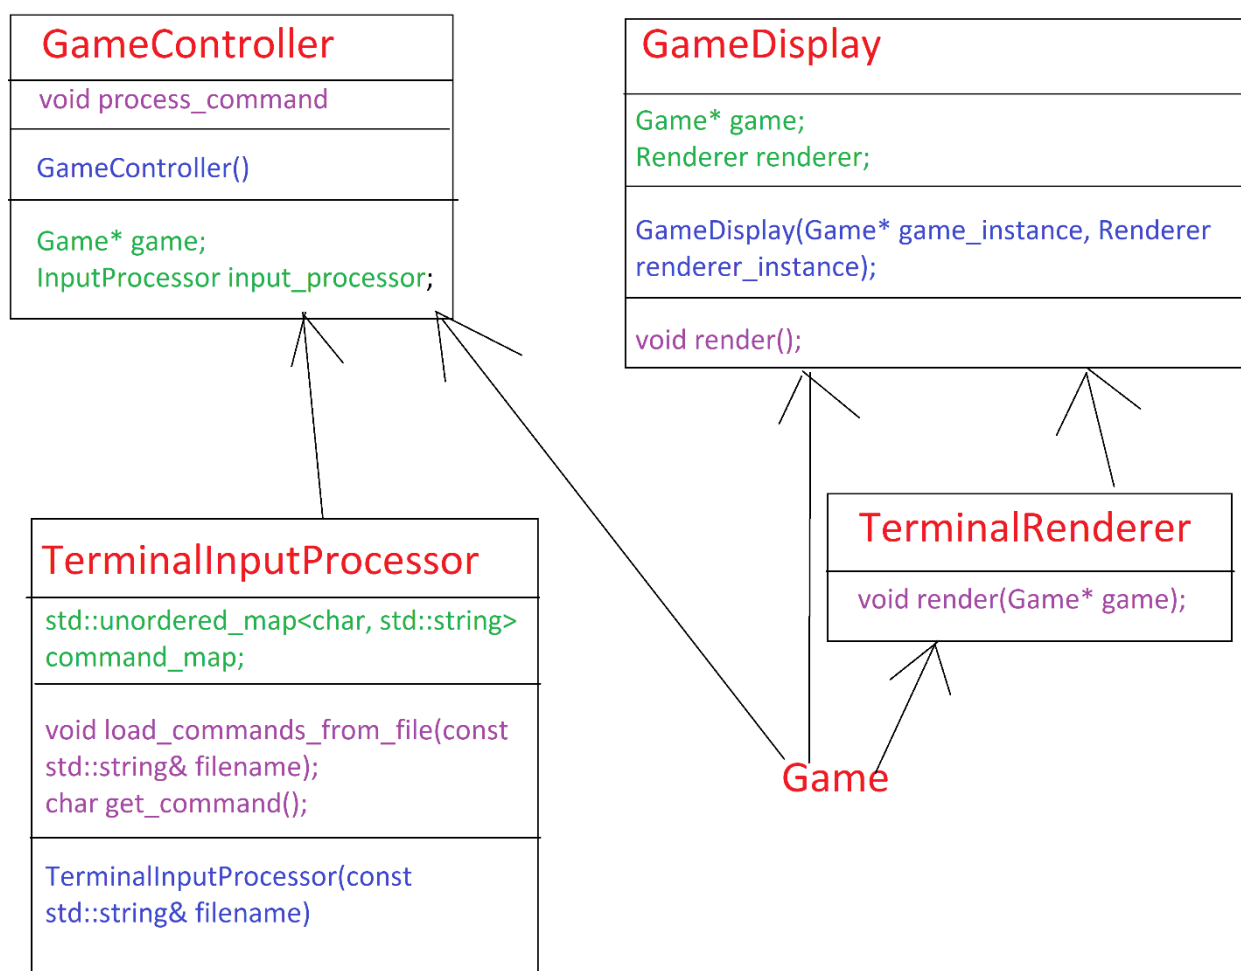 GameController
void process_command
GameController()
Game* game;
InputProcessor input_processor;
GameDisplay
Game* game;
Renderer renderer;
GameDisplay(Game* game_instance, Renderer
renderer_instance);
void render();
TerminalInputProcessor
std::unordered_map<char, std::string>
command_map;
void load_commands_from_file(const
std::string& filename);
char get_command();
TerminalInputProcessor(const
std::string& filename)
TerminalRenderer
void render(Game* game);
Game